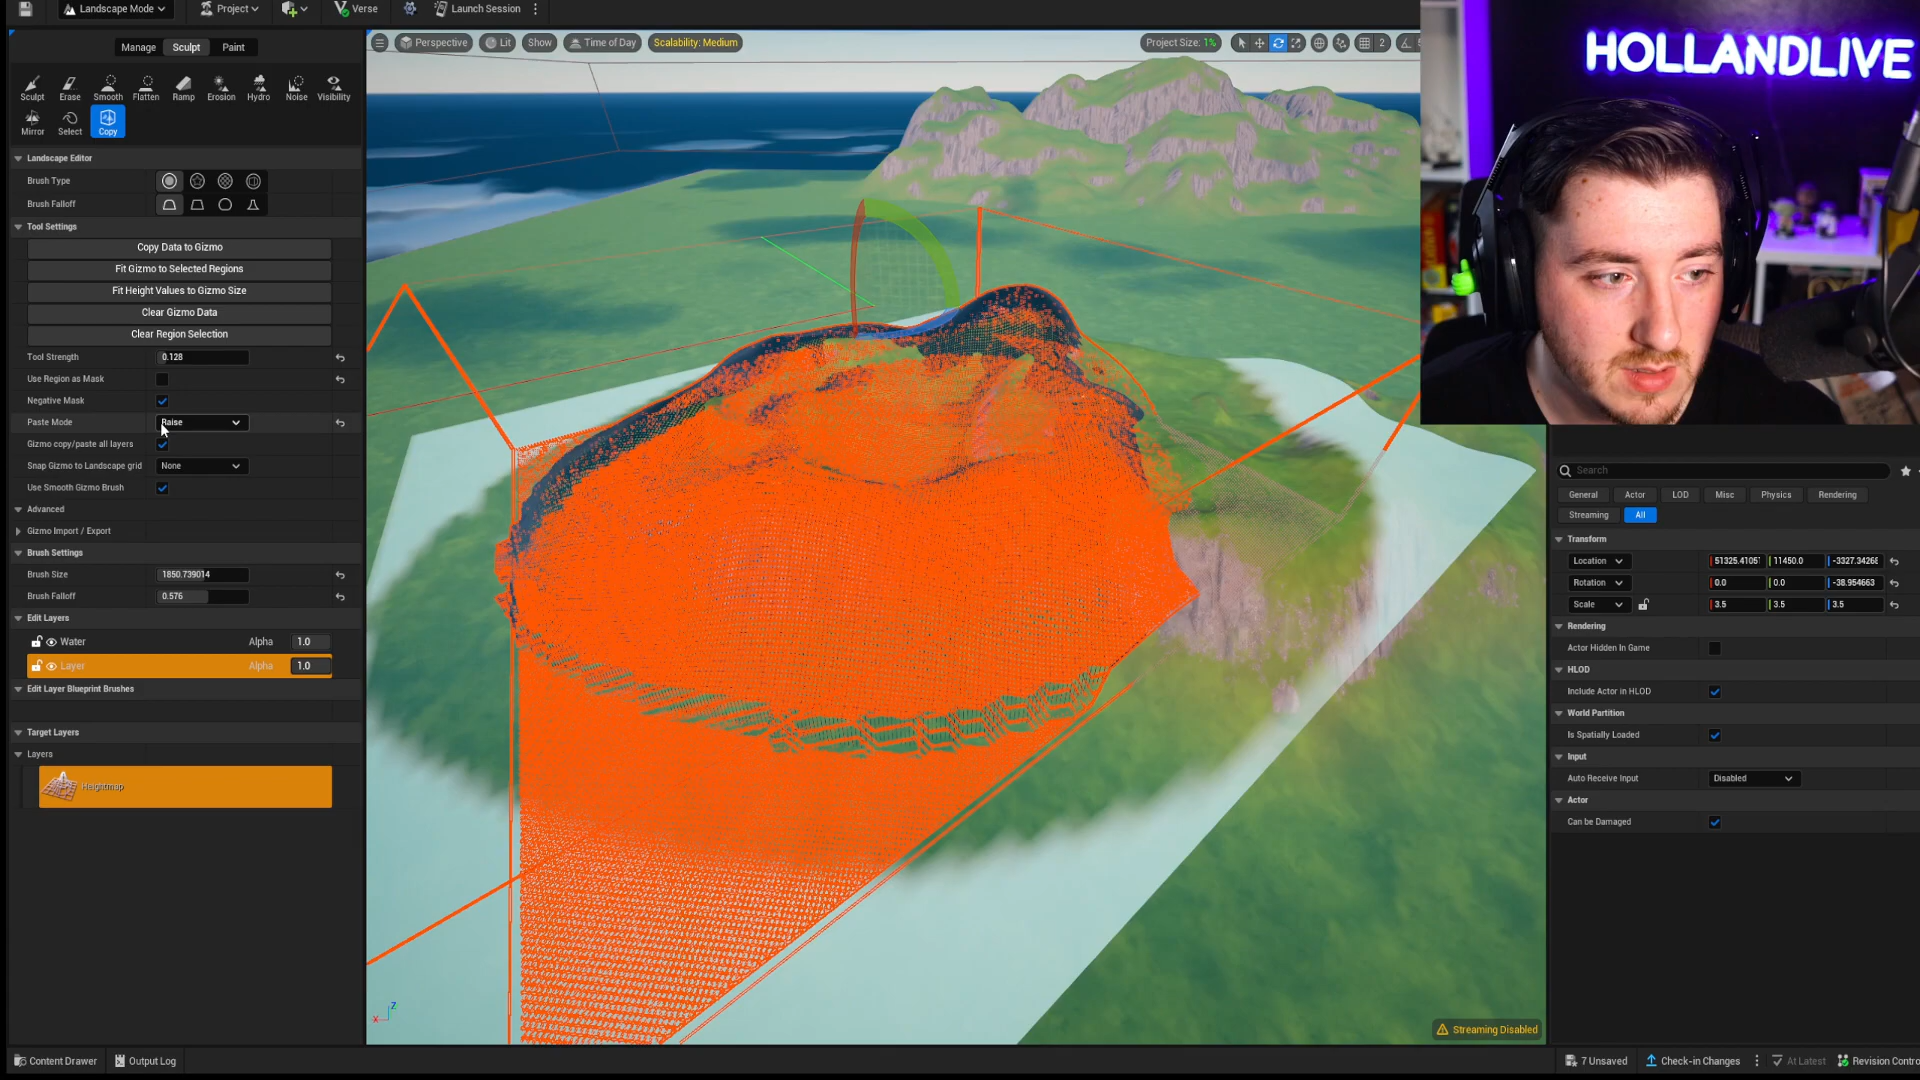 Landscape Mode
Project
Verse
Launch Session
Manage
Sculpt
Paint
Perspective
Lit
Show
Time of Day
Scalability: Medium
Project Size: 1%
2
HOLLANDLIVE
Sculpt
Erase
Smooth
Flatten
Ramp
Erosion
Hydro
Noise
Visibility
Mirror
Select
Copy
Landscape Editor
Brush Type
Brush Falloff
Tool Settings
Copy Data to Gizmo
Fit Gizmo to Selected Regions
Fit Height Values to Gizmo Size
Clear Gizmo Data
Clear Region Selection
Tool Strength 0.128
Use Region as Mask
Negative Mask
Paste Mode Raise
Gizmo copy/paste all layers
Snap Gizmo to Landscape grid None
Use Smooth Gizmo Brush
Advanced
Gizmo Import / Export
Brush Settings
Brush Size 1850.739014
Brush Falloff 0.576
Edit Layers
Water Alpha 1.0
Layer Alpha 1.0
Edit Layer Blueprint Brushes
Target Layers
Layers
Heightmap
Z
X
Streaming Disabled
Search
General
Actor
LOD
Misc
Physics
Rendering
Streaming
All
Transform
Location 51325.4105 11450.0 -3327.3426
Rotation 0.0 0.0 -38.954663
Scale 3.5 3.5 3.5
Rendering
Actor Hidden In Game
HLOD
Include Actor in HLOD
World Partition
Is Spatially Loaded
Input
Auto Receive Input Disabled
Actor
Can be Damaged
Content Drawer
Output Log
7 Unsaved
Check-in Changes
At Latest
Revision Contro